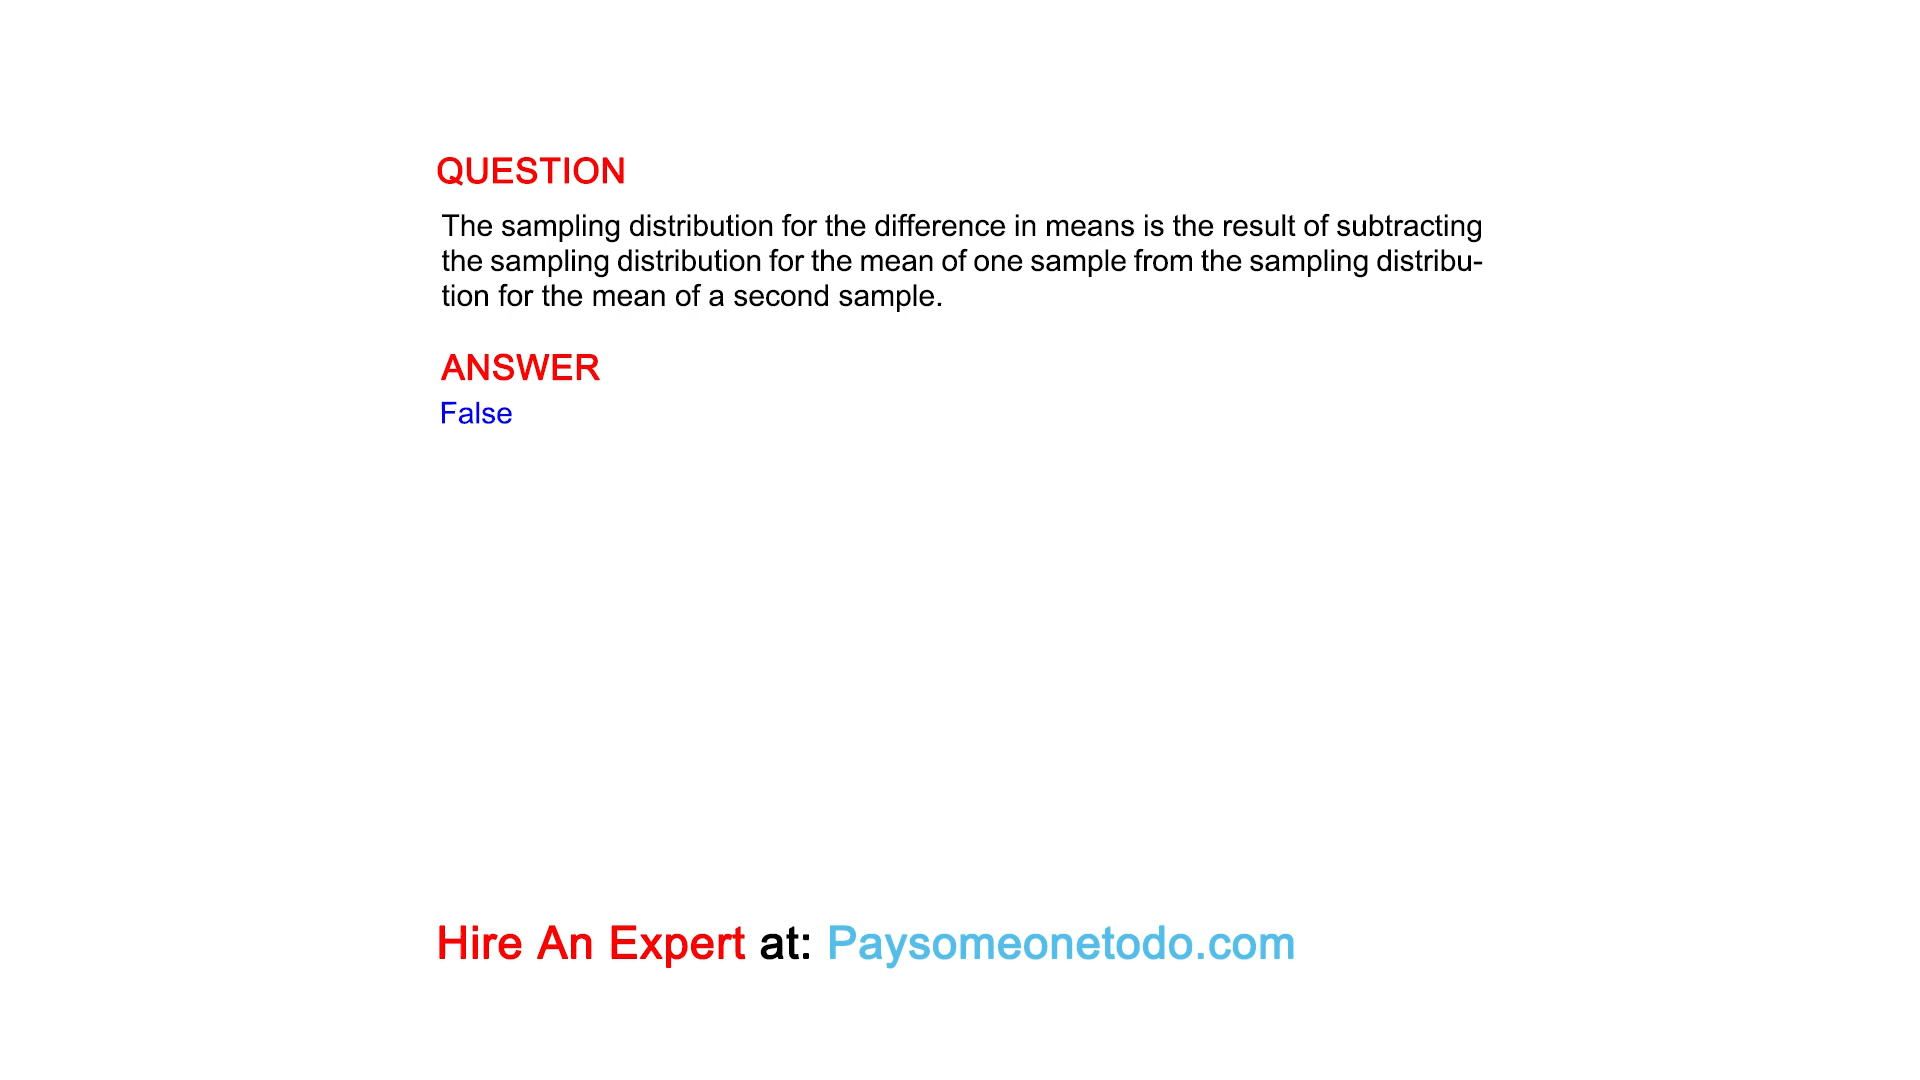 QUESTION
The sampling distribution for the difference in means is the result of subtracting
the sampling distribution for the mean of one sample from the sampling distribu-
tion for the mean of a second sample.
ANSWER
False
Hire An Expert at: Paysomeonetodo.com